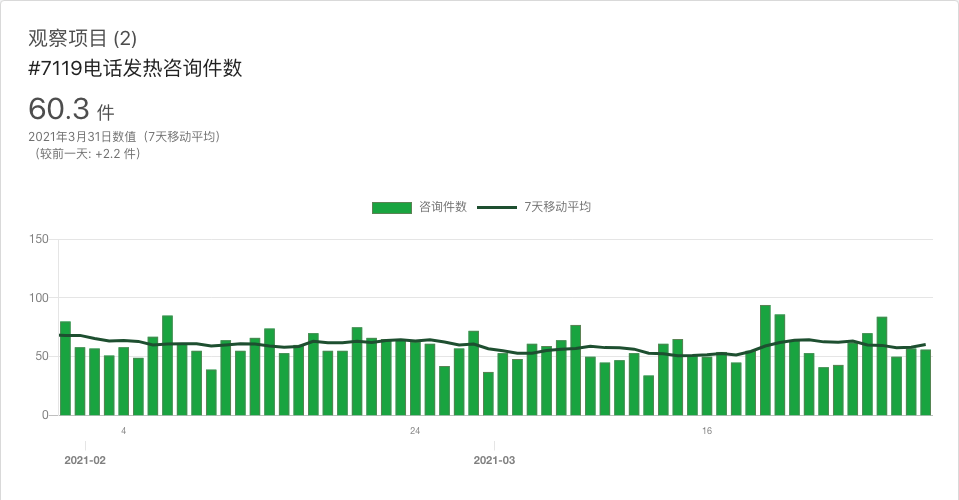 观察项目 (2)
#7119电话发热咨询件数
60.3 件
2021年3月31日数值（7天移动平均）
（较前一天: +2.2 件）
咨询件数 7天移动平均
150
100
50
0
4 24 16
2021-02 2021-03